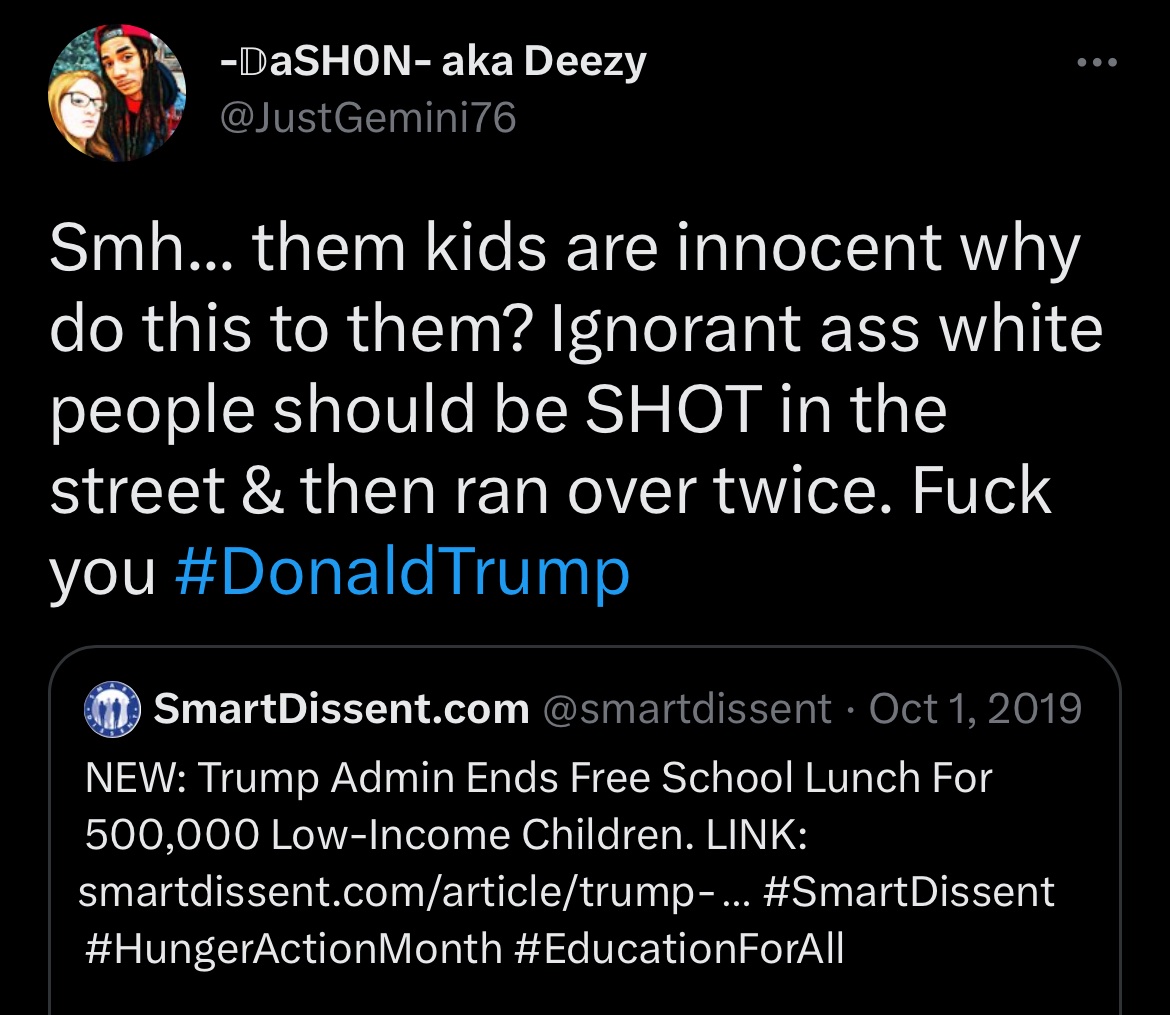 -𝔻aSH0N- aka Deezy
@JustGemini76
Smh... them kids are innocent why
do this to them? Ignorant ass white
people should be SHOT in the
street & then ran over twice. Fuck
you #DonaldTrump
SmartDissent.com @smartdissent · Oct 1, 2019
NEW: Trump Admin Ends Free School Lunch For
500,000 Low-Income Children. LINK:
smartdissent.com/article/trump-... #SmartDissent
#HungerActionMonth #EducationForAll